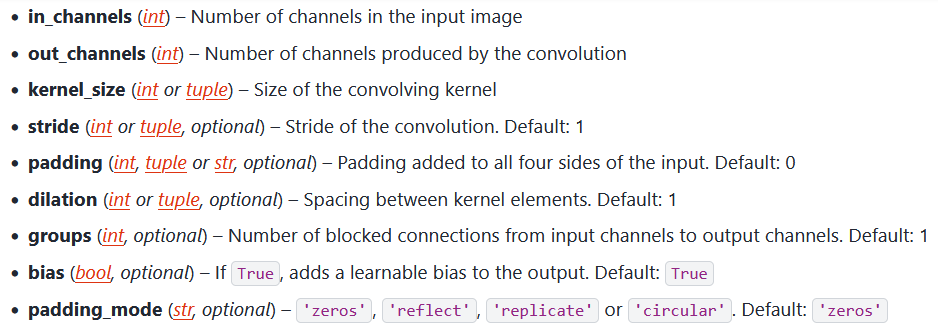 • in_channels (int) – Number of channels in the input image
• out_channels (int) – Number of channels produced by the convolution
• kernel_size (int or tuple) – Size of the convolving kernel
• stride (int or tuple, optional) – Stride of the convolution. Default: 1
• padding (int, tuple or str, optional) – Padding added to all four sides of the input. Default: 0
• dilation (int or tuple, optional) – Spacing between kernel elements. Default: 1
• groups (int, optional) – Number of blocked connections from input channels to output channels. Default: 1
• bias (bool, optional) – If True, adds a learnable bias to the output. Default: True
• padding_mode (str, optional) – 'zeros', 'reflect', 'replicate' or 'circular'. Default: 'zeros'